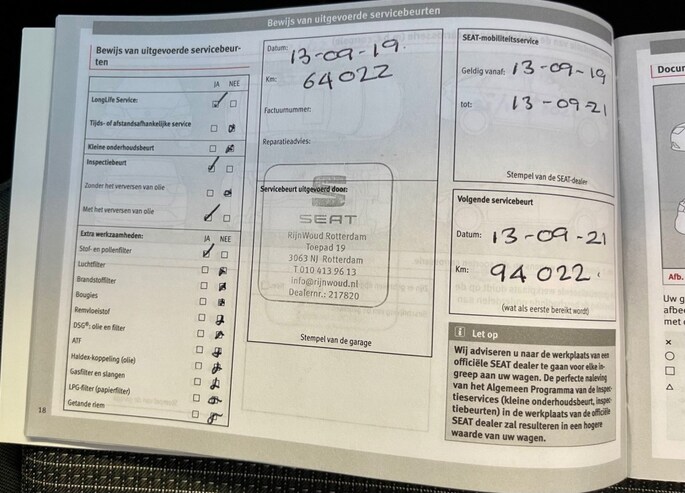 Bewijs van uitgevoerde servicebeurten
Bewijs van uitgevoerde servicebeur-
ten
JA NEE
LongLife Service:
Tijds- of afstandsafhankelijke service
Kleine onderhoudsbeurt
Inspectiebeurt
Zonder het verversen van olie
Met het verversen van olie
Extra werkzaamheden: JA NEE
Stof- en pollenfilter
Luchtfilter
Brandstoffilter
Bougies
Remvloeistof
DSG®: olie en filter
ATF
Haldex-koppeling (olie)
Gasfilter en slangen
LPG-filter (papierfilter)
Getande riem
18
Datum: 13-09-19.
Km: 64022
Factuurnummer:
Reparatieadvies:
Servicebeurt uitgevoerd door:
SEAT
RijnWoud Rotterdam
Toepad 19
3063 NJ Rotterdam
T 010 413 96 13
info@rijnwoud.nl
Dealernr.: 217820
Stempel van de garage
SEAT-mobiliteitsservice
Geldig vanaf: 13-09-19
tot: 13-09-21
Stempel van de SEAT-dealer
Volgende servicebeurt
Datum: 13-09-21
Km: 94022
(wat als eerste bereikt wordt)
i Let op
Wij adviseren u naar de werkplaats van een
officiële SEAT dealer te gaan voor elke in-
greep aan uw wagen. De perfecte naleving
van het Algemeen Programma van de Inspec-
tieservices (kleine onderhoudsbeurt, inspec-
tiebeurten) in de werkplaats van de officiële
SEAT dealer zal resulteren in een hogere
waarde van uw wagen.
Docum
Afb.
Uw g
afbee
met d